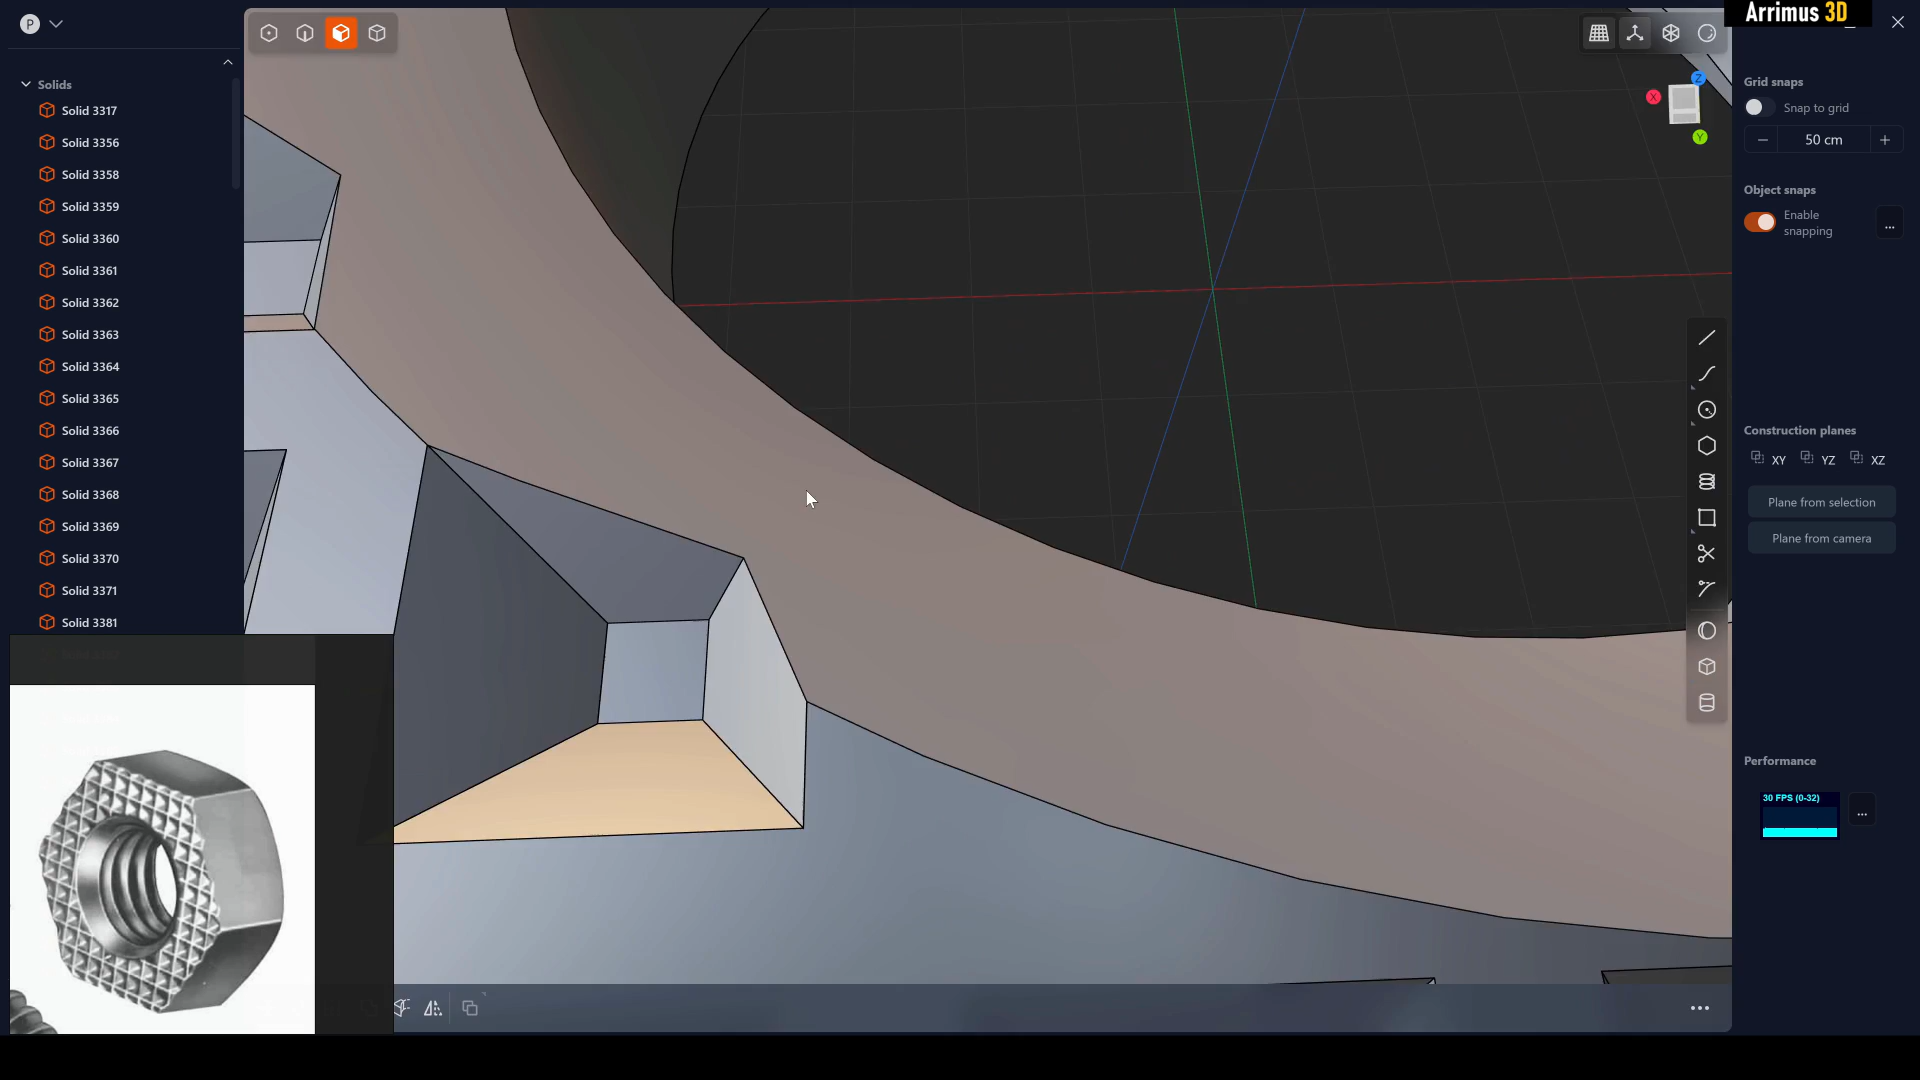 P
Arrimus 3D
Solids
Solid 3317
Solid 3356
Solid 3358
Solid 3359
Solid 3360
Solid 3361
Solid 3362
Solid 3363
Solid 3364
Solid 3365
Solid 3366
Solid 3367
Solid 3368
Solid 3369
Solid 3370
Solid 3371
Solid 3381
Z
X
Y
Grid snaps
Snap to grid
50 cm
Object snaps
Enable
snapping
...
Construction planes
XY YZ XZ
Plane from selection
Plane from camera
Performance
30 FPS (0-32)
...